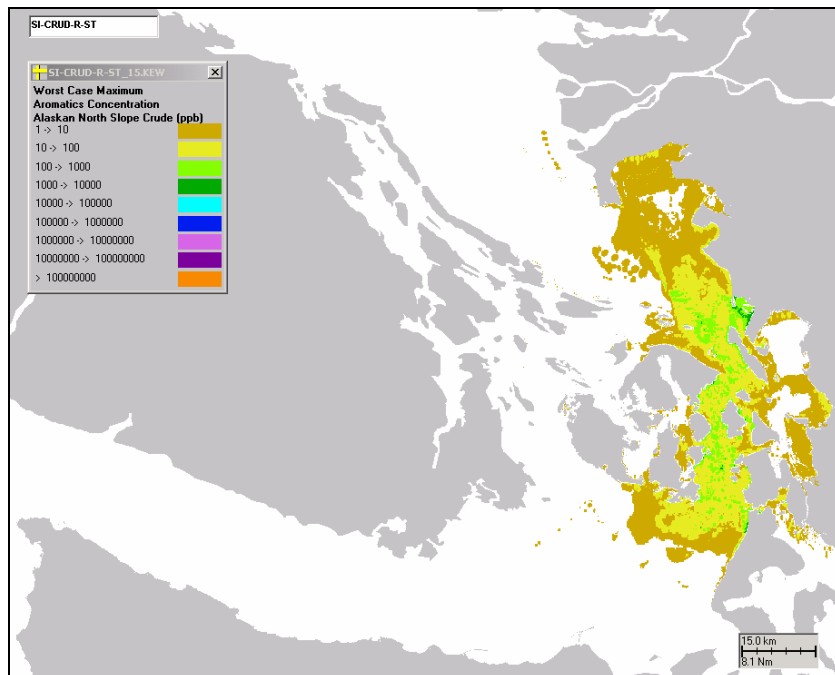 SI-CRUD-R-ST
SI-CRUD-R-ST_15.KEW
Worst Case Maximum
Aromatics Concentration
Alaskan North Slope Crude (ppb)
1 -> 10
10 -> 100
100 -> 1000
1000 -> 10000
10000 -> 100000
100000 -> 1000000
1000000 -> 10000000
10000000 -> 100000000
> 100000000
15.0 km
8.1 Nm